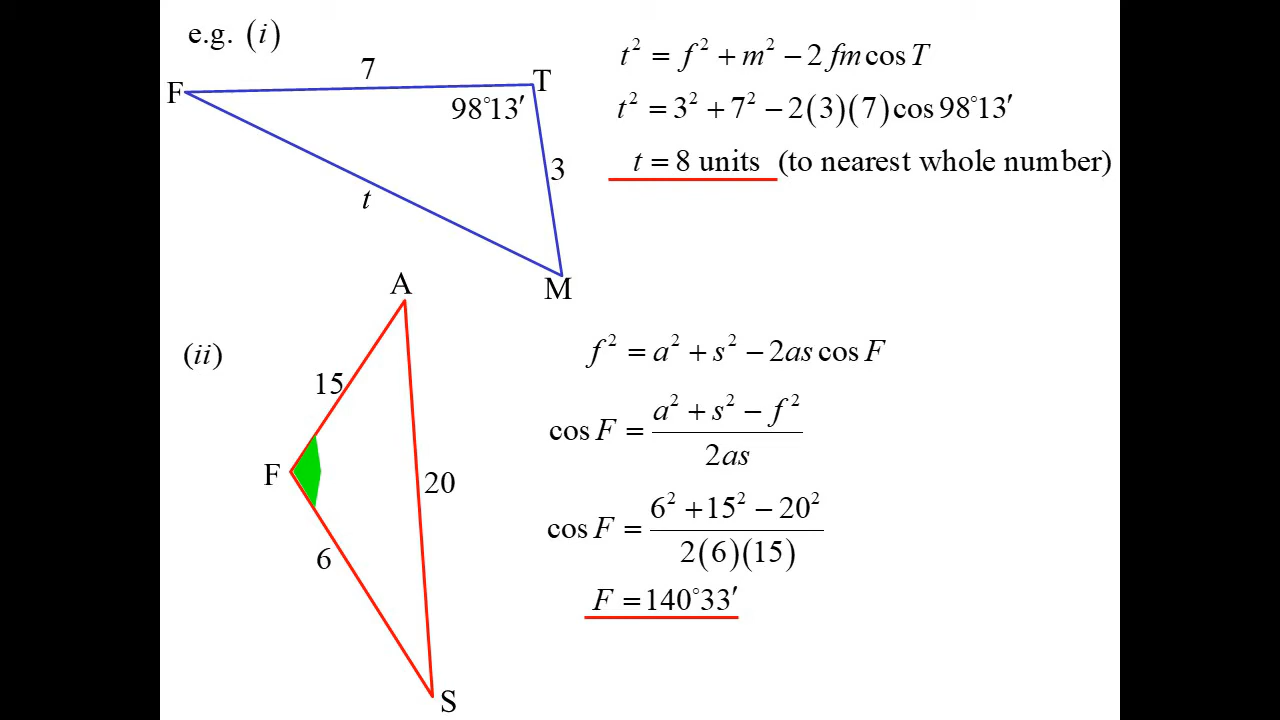 e.g. (i)
7
F
T
98°13′
3
t
M
t² = f² + m² − 2fm cos T
t² = 3² + 7² − 2(3)(7) cos 98°13′
t = 8 units (to nearest whole number)
(ii)
A
15
F
20
6
S
f² = a² + s² − 2as cos F
cos F = (a² + s² − f²) / 2as
cos F = (6² + 15² − 20²) / 2(6)(15)
F = 140°33′